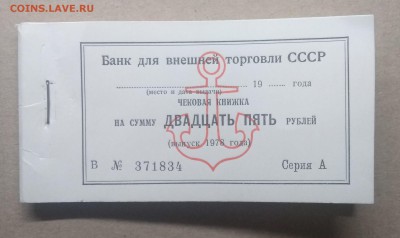 COINS.LAVE.RU
Банк для внешней торговли СССР
19 года
(место и дата выдачи)
ЧЕКОВАЯ КНИЖКА
НА СУММУ ДВАДЦАТЬ ПЯТЬ РУБЛЕЙ
(выпуск 1978 года)
В № 371834 Серия А